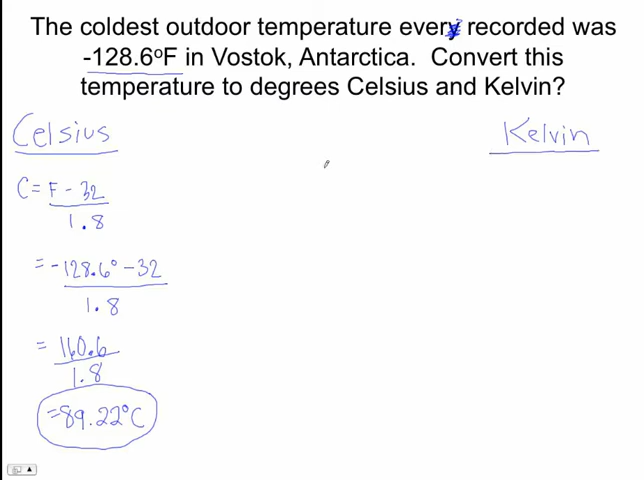 The coldest outdoor temperature every recorded was
-128.6°F in Vostok, Antarctica. Convert this
temperature to degrees Celsius and Kelvin?
Celsius
Kelvin
C = F - 32
1.8
= -128.6° - 32
1.8
= 160.6
1.8
= 89.22°C